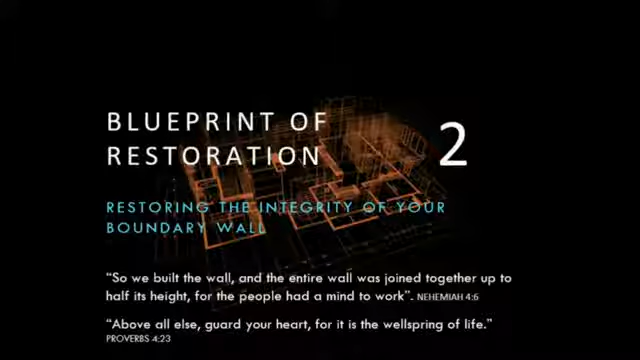 BLUEPRINT OF
RESTORATION
2
RESTORING THE INTEGRITY OF YOUR
BOUNDARY WALL
“So we built the wall, and the entire wall was joined together up to
half its height, for the people had a mind to work”. NEHEMIAH 4:6
“Above all else, guard your heart, for it is the wellspring of life.”
PROVERBS 4:23